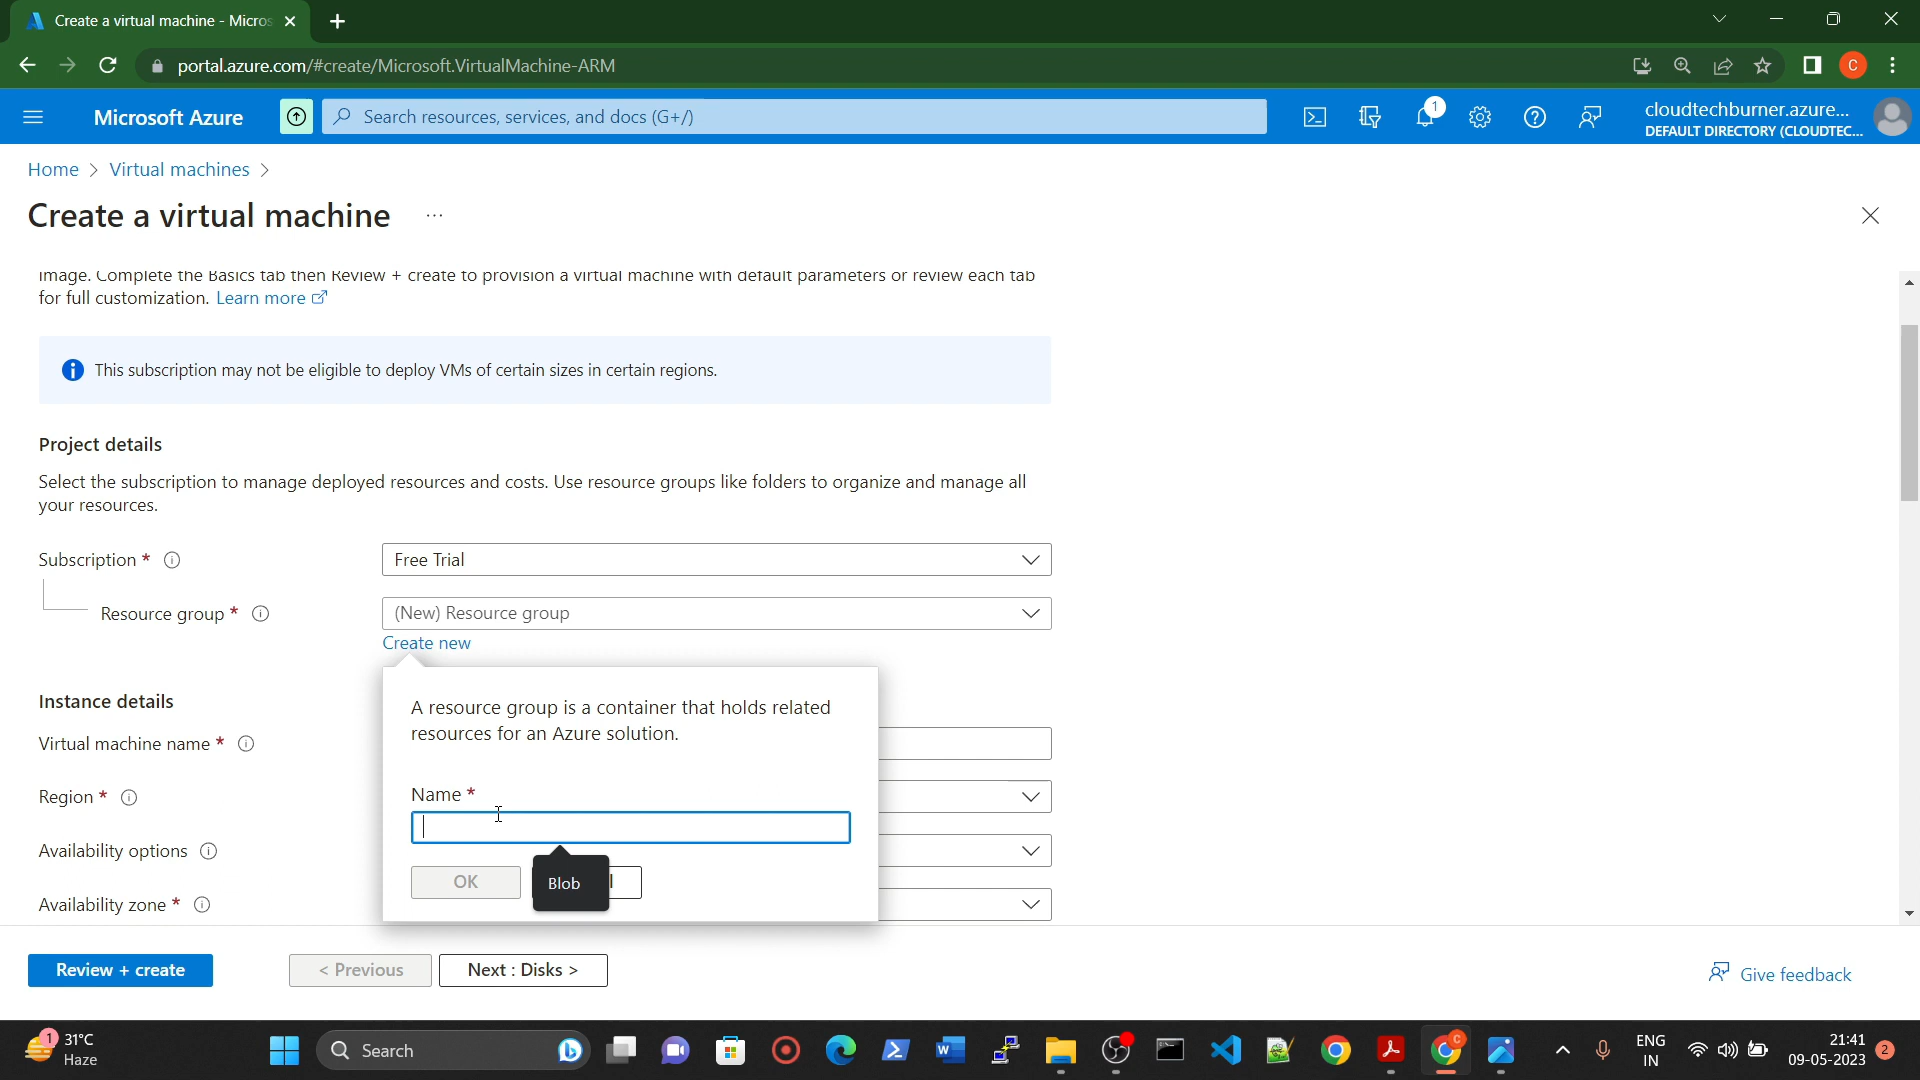 Create a virtual machine - Micros
portal.azure.com/#create/Microsoft.VirtualMachine-ARM
C
Microsoft Azure
Search resources, services, and docs (G+/)
1
cloudtechburner.azure...
DEFAULT DIRECTORY (CLOUDTEC...
Home > Virtual machines >
Create a virtual machine
...
image. Complete the Basics tab then Review + create to provision a virtual machine with default parameters or review each tab
for full customization. Learn more
This subscription may not be eligible to deploy VMs of certain sizes in certain regions.
Project details
Select the subscription to manage deployed resources and costs. Use resource groups like folders to organize and manage all
your resources.
Subscription *
Free Trial
Resource group *
(New) Resource group
Create new
A resource group is a container that holds related
resources for an Azure solution.
Name *
OK
Blob
Instance details
Virtual machine name *
Region *
Availability options
Availability zone *
Review + create
< Previous
Next : Disks >
Give feedback
1
31°C
Haze
Search
ENG
IN
21:41
09-05-2023
2